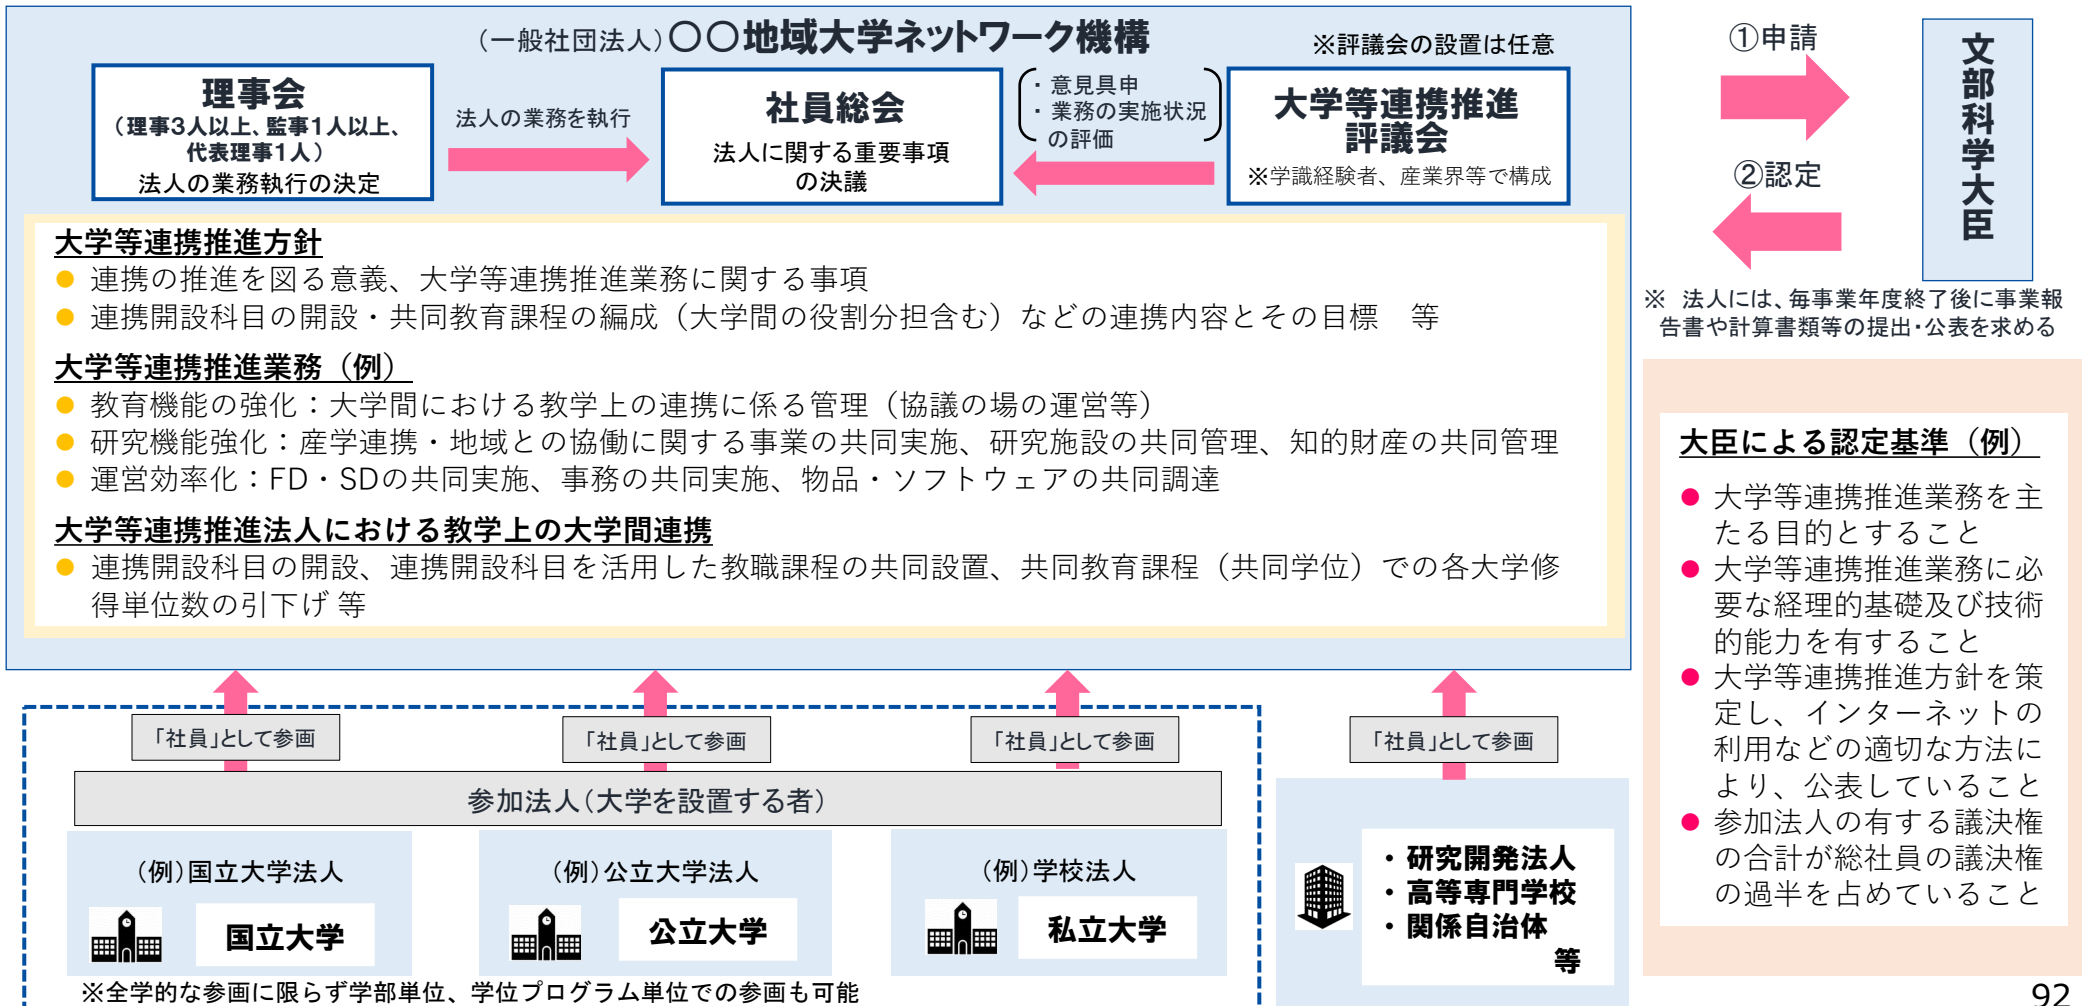 (一般社団法人)〇〇地域大学ネットワーク機構
※評議会の設置は任意
理事会
(理事3人以上、監事1人以上、
代表理事1人)
法人の業務執行の決定
法人の業務を執行
社員総会
法人に関する重要事項
の決議
・意見具申
・業務の実施状況
の評価
大学等連携推進
評議会
※学識経験者、産業界等で構成
大学等連携推進方針
● 連携の推進を図る意義、大学等連携推進業務に関する事項
● 連携開設科目の開設・共同教育課程の編成（大学間の役割分担含む）などの連携内容とその目標　等
大学等連携推進業務（例）
● 教育機能の強化：大学間における教学上の連携に係る管理（協議の場の運営等）
● 研究機能強化：産学連携・地域との協働に関する事業の共同実施、研究施設の共同管理、知的財産の共同管理
● 運営効率化：FD・SDの共同実施、事務の共同実施、物品・ソフトウェアの共同調達
大学等連携推進法人における教学上の大学間連携
● 連携開設科目の開設、連携開設科目を活用した教職課程の共同設置、共同教育課程（共同学位）での各大学修
得単位数の引下げ 等
①申請
②認定
文部科学大臣
※ 法人には、毎事業年度終了後に事業報
告書や計算書類等の提出・公表を求める
大臣による認定基準（例）
● 大学等連携推進業務を主
たる目的とすること
● 大学等連携推進業務に必
要な経理的基礎及び技術
的能力を有すること
● 大学等連携推進方針を策
定し、インターネットの
利用などの適切な方法に
より、公表していること
● 参加法人の有する議決権
の合計が総社員の議決権
の過半を占めていること
「社員」として参画
「社員」として参画
「社員」として参画
「社員」として参画
参加法人(大学を設置する者)
(例)国立大学法人
国立大学
(例)公立大学法人
公立大学
(例)学校法人
私立大学
・研究開発法人
・高等専門学校
・関係自治体
等
※全学的な参画に限らず学部単位、学位プログラム単位での参画も可能
92